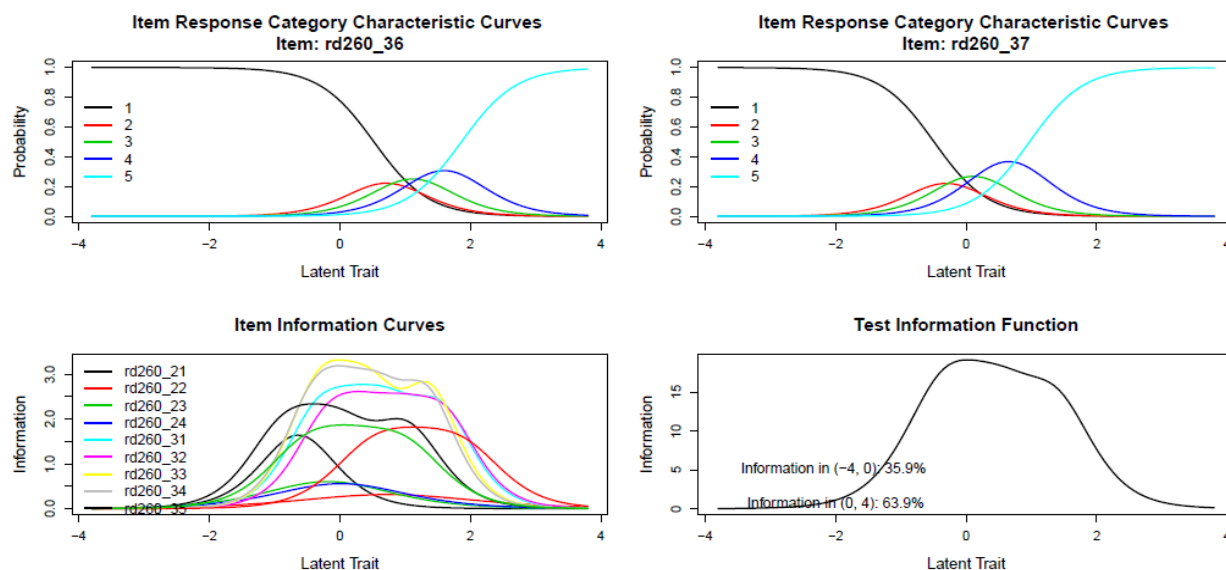 Item Response Category Characteristic Curves
Item: rd260_36
Probability
0.0
0.2
0.4
0.6
0.8
1.0
1
2
3
4
5
−4
−2
0
2
4
Latent Trait
Item Response Category Characteristic Curves
Item: rd260_37
Probability
0.0
0.2
0.4
0.6
0.8
1.0
1
2
3
4
5
−4
−2
0
2
4
Latent Trait
Item Information Curves
Information
0.0
1.0
2.0
3.0
rd260_21
rd260_22
rd260_23
rd260_24
rd260_31
rd260_32
rd260_33
rd260_34
rd260_35
−4
−2
0
2
4
Latent Trait
Test Information Function
Information
0
5
10
15
Information in (−4, 0): 35.9%
Information in (0, 4): 63.9%
−4
−2
0
2
4
Latent Trait